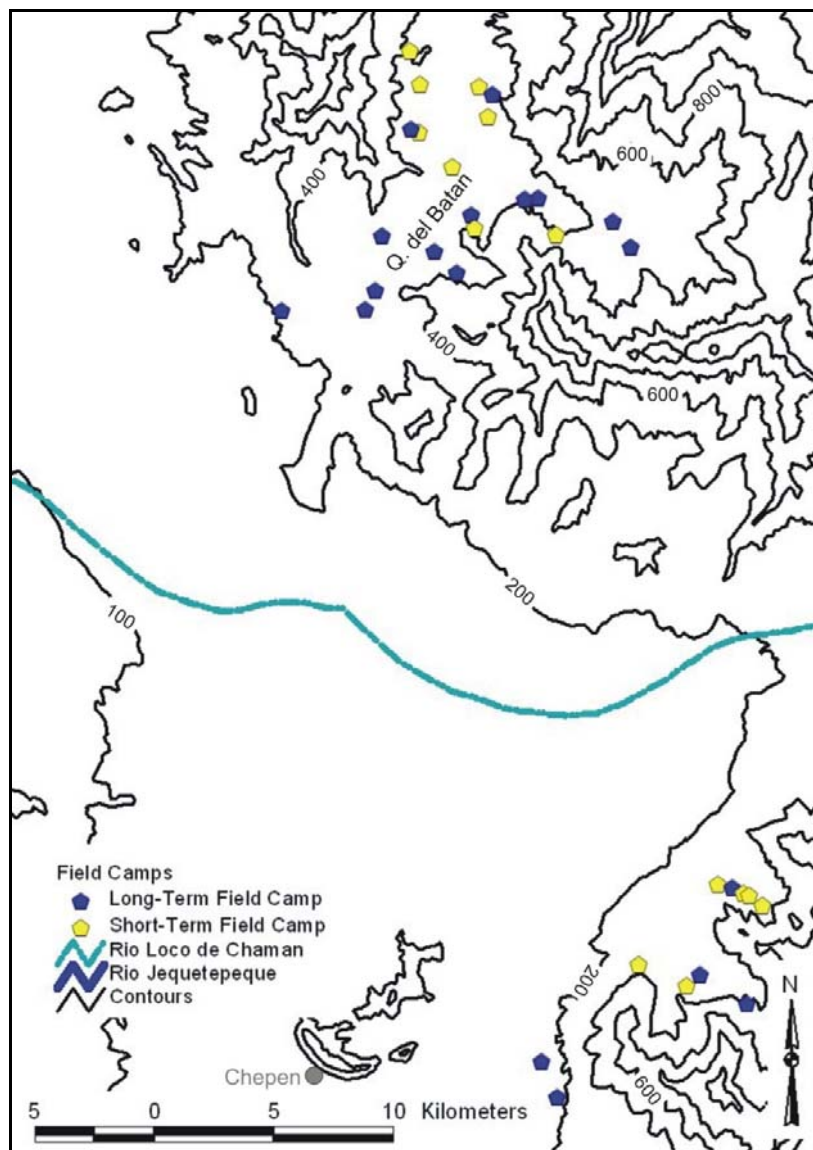 800
600
400
Q. del Batan
400
600
200
100
Field Camps
Long-Term Field Camp
Short-Term Field Camp
Rio Loco de Chaman
Rio Jequetepeque
Contours
200
N
600
Chepen
5 0 5 10 Kilometers